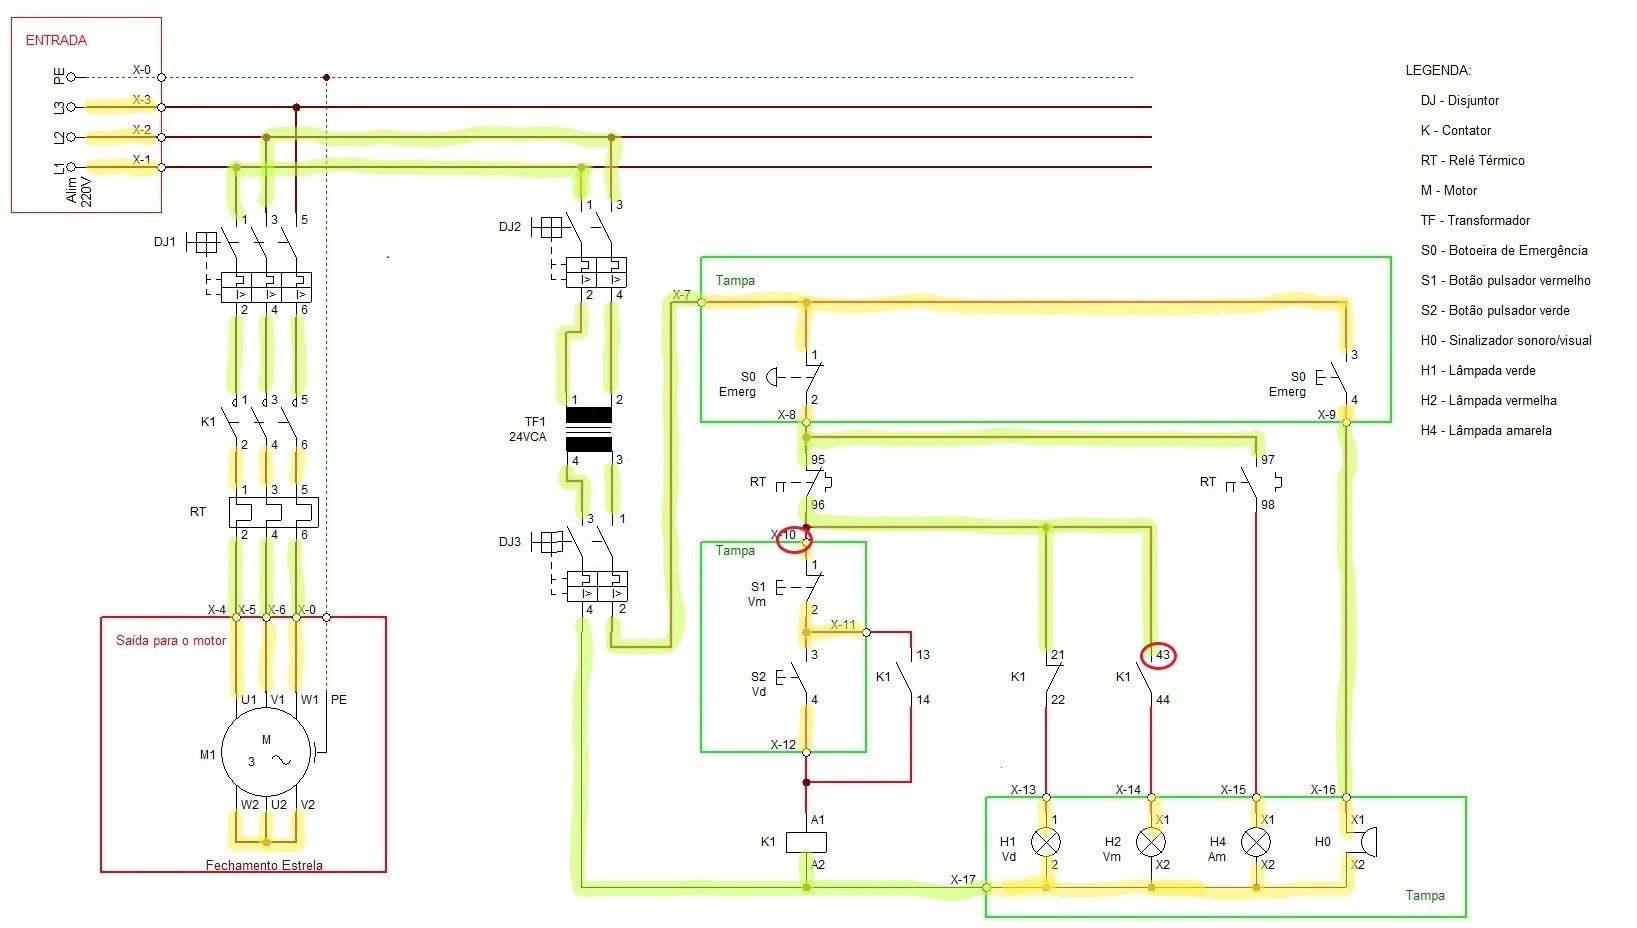 ENTRADA
LEGENDA:
PE X-0
L3 X-3
L2 X-2
L1 X-1
Alim
220V
DJ - Disjuntor
K - Contator
RT - Relé Térmico
M - Motor
TF - Transformador
S0 - Botoeira de Emergência
S1 - Botão pulsador vermelho
S2 - Botão pulsador verde
H0 - Sinalizador sonoro/visual
H1 - Lâmpada verde
H2 - Lâmpada vermelha
H4 - Lâmpada amarela
1 3 5
DJ1
I> I> I>
2 4 6
1 3 5
K1
2 4 6
1 3 5
RT
2 4 6
X-4 X-5 X-6 X-0
Saída para o motor
U1 V1 W1 PE
M1
M
3
W2 U2 V2
Fechamento Estrela
1 3
DJ2
I> I>
2 4
1 2
TF1
24VCA
4 3
3 1
DJ3
I> I>
4 2
X-7
Tampa
1
S0
Emerg
2
X-8
3
S0
Emerg
4
X-9
95
RT
96
97
RT
98
X-10
Tampa
1
S1
Vm
2
X-11
3
S2
Vd
4
X-12
13
K1
14
21
K1
22
43
K1
44
A1
K1
A2
X-13 X-14 X-15 X-16
1 X1 X1 X1
H1 H2 H4 H0
Vd Vm Am
2 X2 X2 X2
X-17
Tampa